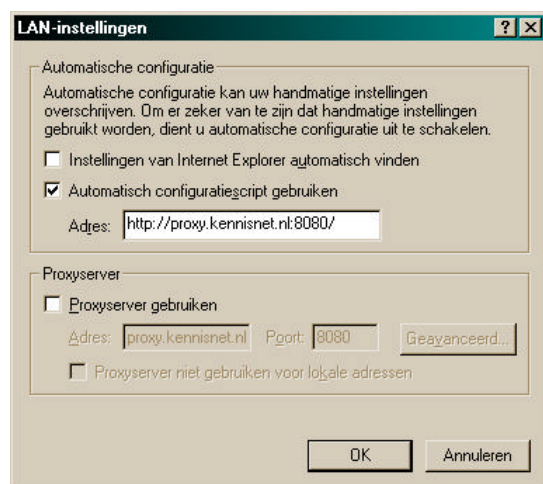 LAN-instellingen
Automatische configuratie
Automatische configuratie kan uw handmatige instellingen
overschrijven. Om er zeker van te zijn dat handmatige instellingen
gebruikt worden, dient u automatische configuratie uit te schakelen.
Instellingen van Internet Explorer automatisch vinden
Automatisch configuratiescript gebruiken
Adres: http://proxy.kennisnet.nl:8080/
Proxyserver
Proxyserver gebruiken
Adres: proxy.kennisnet.nl Poort: 8080 Geavanceerd...
Proxyserver niet gebruiken voor lokale adressen
OK Annuleren